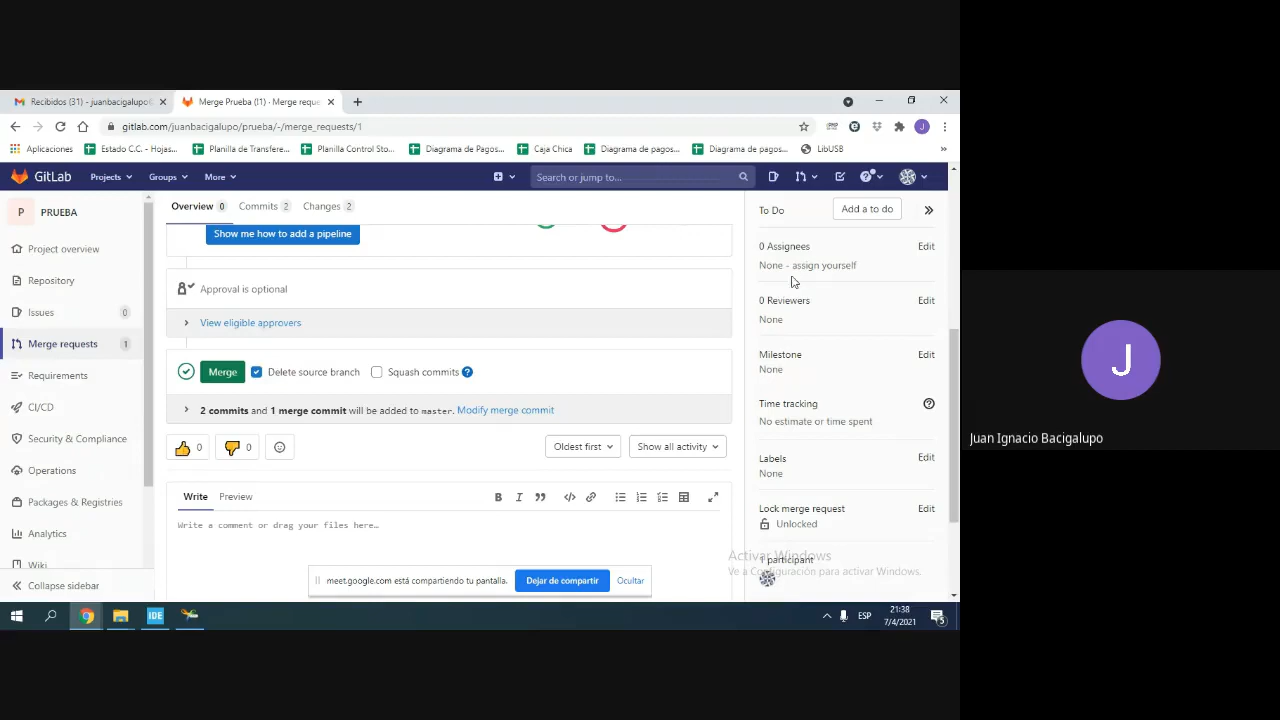 Recibidos (31) - juanbacigalupo
Merge Prueba (!1) · Merge reque
gitlab.com/juanbacigalupo/prueba/-/merge_requests/1
Aplicaciones
Estado C.C. - Hojas...
Planilla de Transfere...
Planilla Control Sto...
Diagrama de Pagos...
Caja Chica
Diagrama de pagos...
Diagrama de pagos...
LibUSB
»
GitLab
Projects
Groups
More
Search or jump to...
P PRUEBA
Project overview
Repository
Issues 0
Merge requests 1
Requirements
CI/CD
Security & Compliance
Operations
Packages & Registries
Analytics
Wiki
Collapse sidebar
Overview 0 Commits 2 Changes 2
Show me how to add a pipeline
Approval is optional
View eligible approvers
Merge Delete source branch Squash commits
2 commits and 1 merge commit will be added to master. Modify merge commit
0 0
Oldest first Show all activity
Write Preview
Write a comment or drag your files here…
To Do Add a to do
0 Assignees Edit
None - assign yourself
0 Reviewers Edit
None
Milestone Edit
None
Time tracking
No estimate or time spent
Labels Edit
None
Lock merge request Edit
Unlocked
1 participant
Activar Windows
Ve a Configuración para activar Windows.
meet.google.com está compartiendo tu pantalla. Dejar de compartir Ocultar
IDE
ESP
21:38
7/4/2021
5
J
Juan Ignacio Bacigalupo